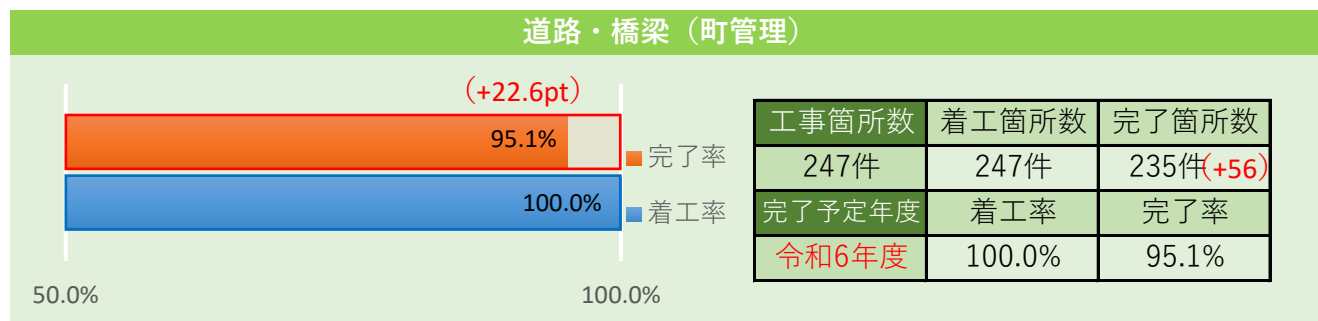 道路・橋梁（町管理）
（+22.6pt）
95.1%
完了率
100.0%
着工率
50.0%
100.0%
工事箇所数 着工箇所数 完了箇所数
247件 247件 235件(+56)
完了予定年度 着工率 完了率
令和6年度 100.0% 95.1%